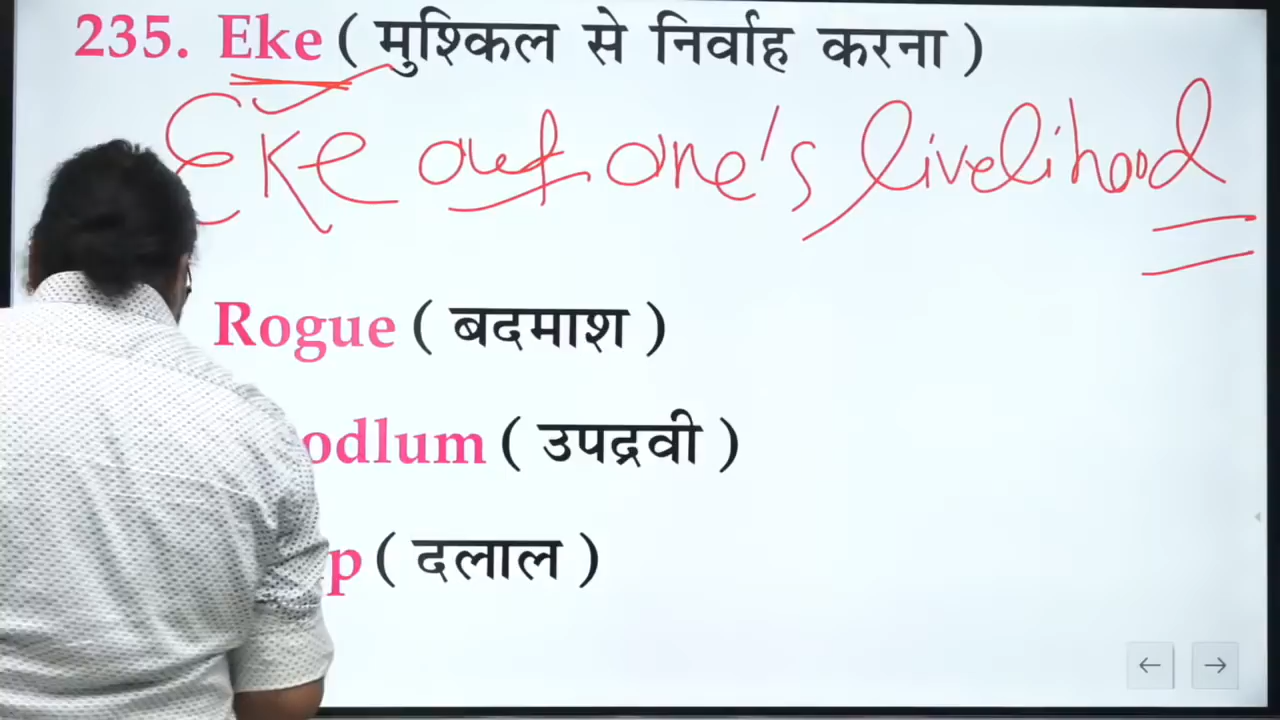 235. Eke ( मुश्किल से निर्वाह करना )
Eke out one's livelihood
Rogue ( बदमाश )
odlum ( उपद्रवी )
p ( दलाल )